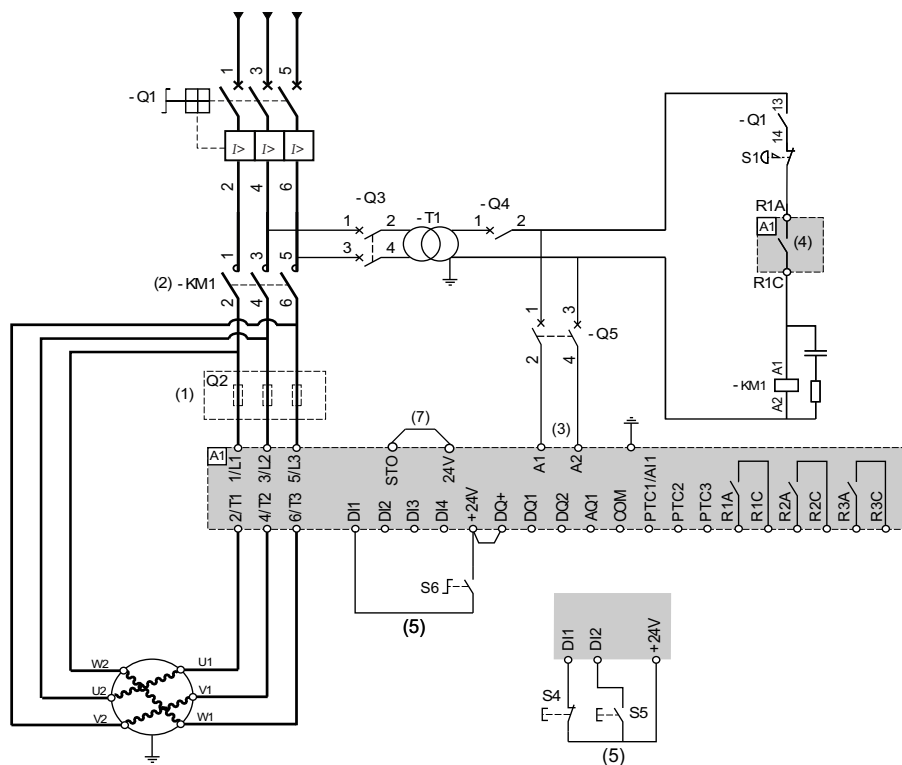 1 3 5
-Q1
I> I> I>
2 4 6
13
-Q1
14
S1
-Q3
1 2
3 4
-T1
-Q4
1 2
R1A
A1 (4)
R1C
(2) -KM1
1 3 5
2 4 6
1 3
-Q5
2 4
(1)
Q2
A1
-KM1
A2
(7)
(3)
A1
1/L1 3/L2 5/L3 STO 24V A1 A2
2/T1 4/T2 6/T3 DI1 DI2 DI3 DI4 +24V DQ+ DQ1 DQ2 AQ1 COM PTC1/AI1 PTC2 PTC3 R1A R1C R2A R2C R3A R3C
S6
(5)
DI1 DI2 +24V
S4 S5
(5)
W2 U1
U2 V1
V2 W1